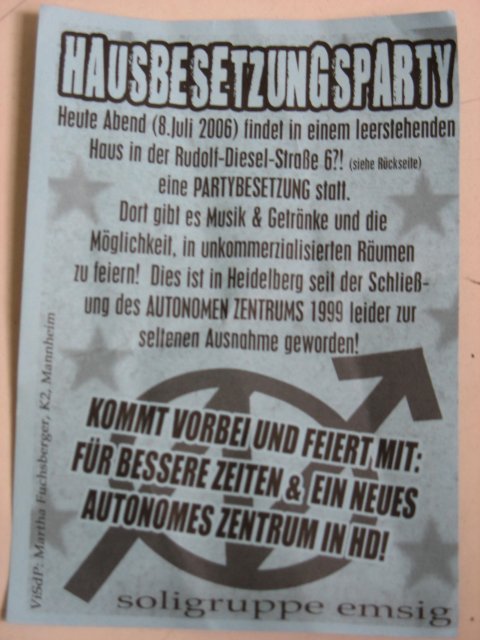 HAUSBESETZUNGSPARTY
Heute Abend (8.Juli 2006) findet in einem leerstehenden
Haus in der Rudolf-Diesel-Straße 6?! (siehe Rückseite)
eine PARTYBESETZUNG statt.
Dort gibt es Musik & Getränke und die
Möglichkeit, in unkommerzialisierten Räumen
zu feiern! Dies ist in Heidelberg seit der Schließ-
ung des AUTONOMEN ZENTRUMS 1999 leider zur
seltenen Ausnahme geworden!
KOMMT VORBEI UND FEIERT MIT:
FÜR BESSERE ZEITEN & EIN NEUES
AUTONOMES ZENTRUM IN HD!
soligruppe emsig
ViSdP: Martha Fuchsberger, K2, Mannheim